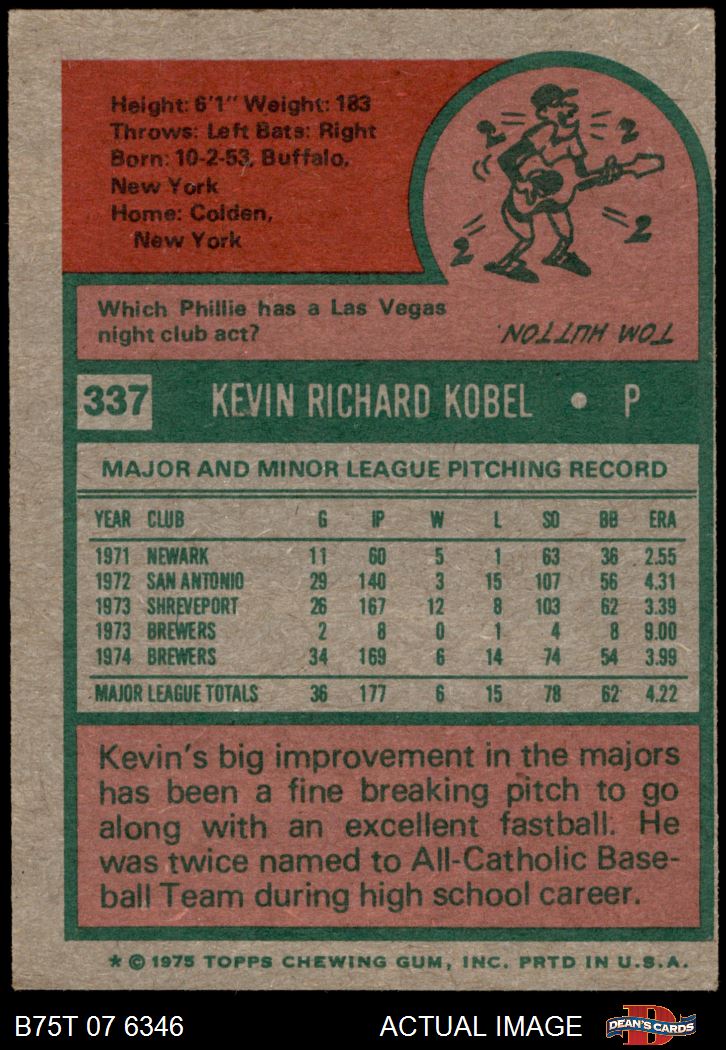 Height: 6'1" Weight: 183
Throws: Left Bats: Right
Born: 10-2-53, Buffalo,
New York
Home: Colden,
New York
2 2
2 2
Which Phillie has a Las Vegas
night club act?
TOM HUTTON.
337 KEVIN RICHARD KOBEL • P
MAJOR AND MINOR LEAGUE PITCHING RECORD
YEAR CLUB G IP W L SO BB ERA
1971 NEWARK 11 60 5 1 63 36 2.55
1972 SAN ANTONIO 29 140 3 15 107 56 4.31
1973 SHREVEPORT 26 167 12 8 103 62 3.39
1973 BREWERS 2 8 0 1 4 8 9.00
1974 BREWERS 34 169 6 14 74 54 3.99
MAJOR LEAGUE TOTALS 36 177 6 15 78 62 4.22
Kevin's big improvement in the majors
has been a fine breaking pitch to go
along with an excellent fastball. He
was twice named to All-Catholic Base-
ball Team during high school career.
* © 1975 TOPPS CHEWING GUM, INC. PRTD IN U.S.A.
B75T 07 6346 ACTUAL IMAGE D DEAN'S CARDS